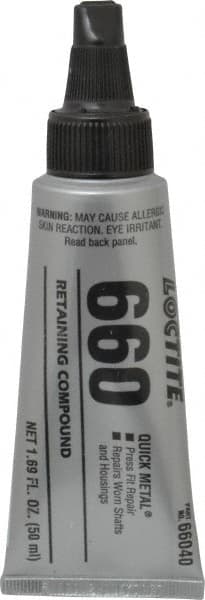 WARNING: MAY CAUSE ALLERGIC
SKIN REACTION. EYE IRRITANT.
Read back panel.
LOCTITE®
660
RETAINING COMPOUND
QUICK METAL®
■ Press Fit Repair
■ Repairs Worn Shafts
and Housings
NET 1.69 FL. OZ. (50 ml)
PART
NO. 66040